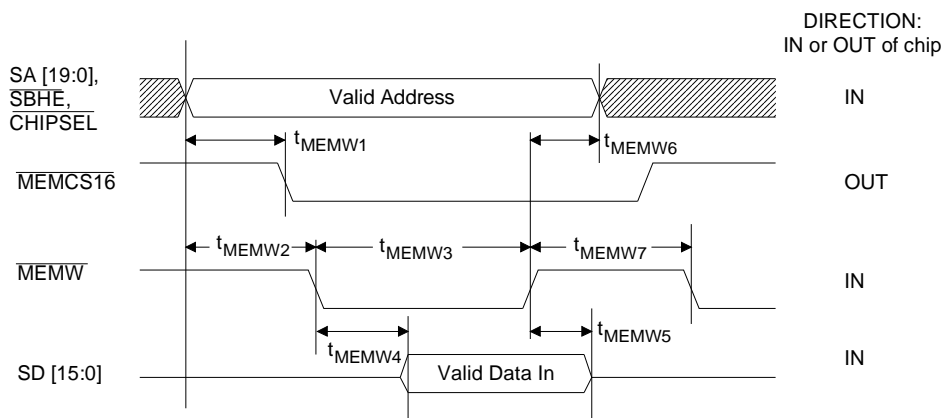 DIRECTION:
IN or OUT of chip
SA [19:0],
SBHE,
CHIPSEL
Valid Address
IN
tMEMW1
tMEMW6
MEMCS16
OUT
tMEMW2
tMEMW3
tMEMW7
MEMW
IN
tMEMW4
tMEMW5
SD [15:0]
Valid Data In
IN